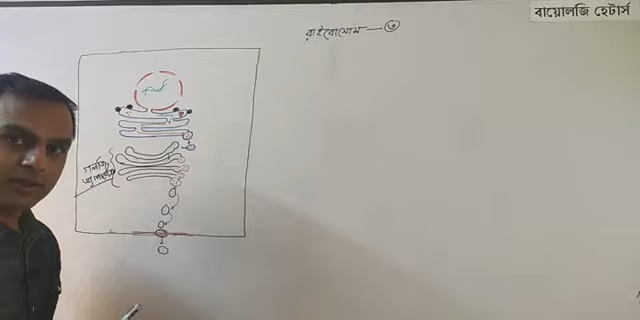 বায়োলজি হেটার্স
রাইবোসোম — ৩
গলজি